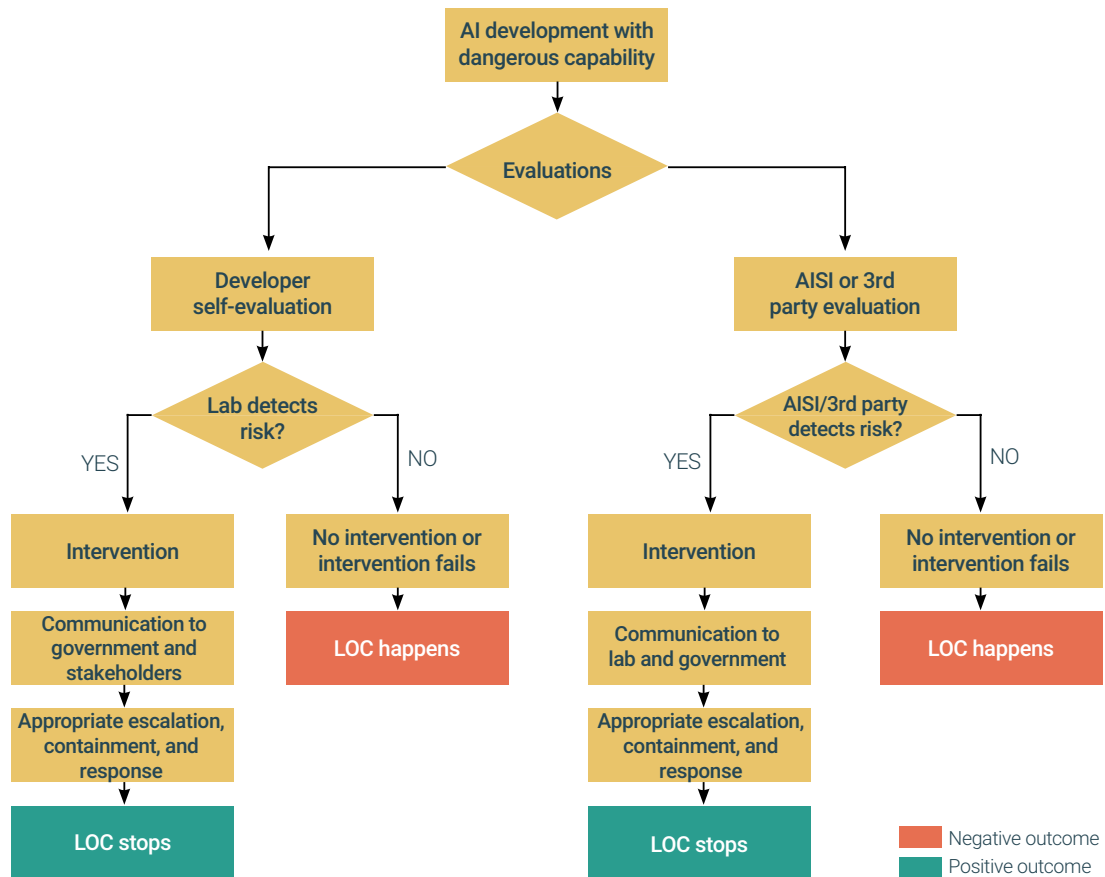 AI development with
dangerous capability
Evaluations
Developer
self-evaluation
AISI or 3rd
party evaluation
Lab detects
risk?
AISI/3rd party
detects risk?
YES
NO
YES
NO
Intervention
No intervention or
intervention fails
Intervention
No intervention or
intervention fails
Communication to
government and
stakeholders
LOC happens
Communication to
lab and government
LOC happens
Appropriate escalation,
containment, and
response
Appropriate escalation,
containment, and
response
LOC stops
LOC stops
Negative outcome
Positive outcome